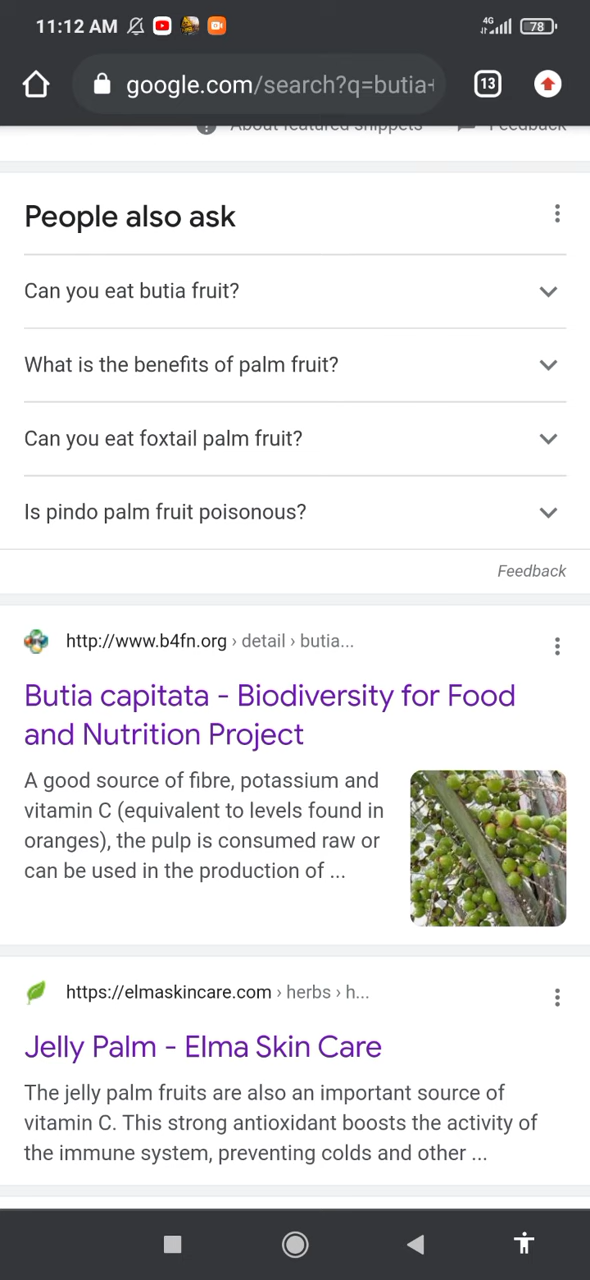 11:12 AM
4G
78
google.com/search?q=butia+
13
About featured snippets
Feedback
People also ask
Can you eat butia fruit?
What is the benefits of palm fruit?
Can you eat foxtail palm fruit?
Is pindo palm fruit poisonous?
Feedback
http://www.b4fn.org › detail › butia...
Butia capitata - Biodiversity for Food
and Nutrition Project
A good source of fibre, potassium and
vitamin C (equivalent to levels found in
oranges), the pulp is consumed raw or
can be used in the production of ...
https://elmaskincare.com › herbs › h...
Jelly Palm - Elma Skin Care
The jelly palm fruits are also an important source of
vitamin C. This strong antioxidant boosts the activity of
the immune system, preventing colds and other ...